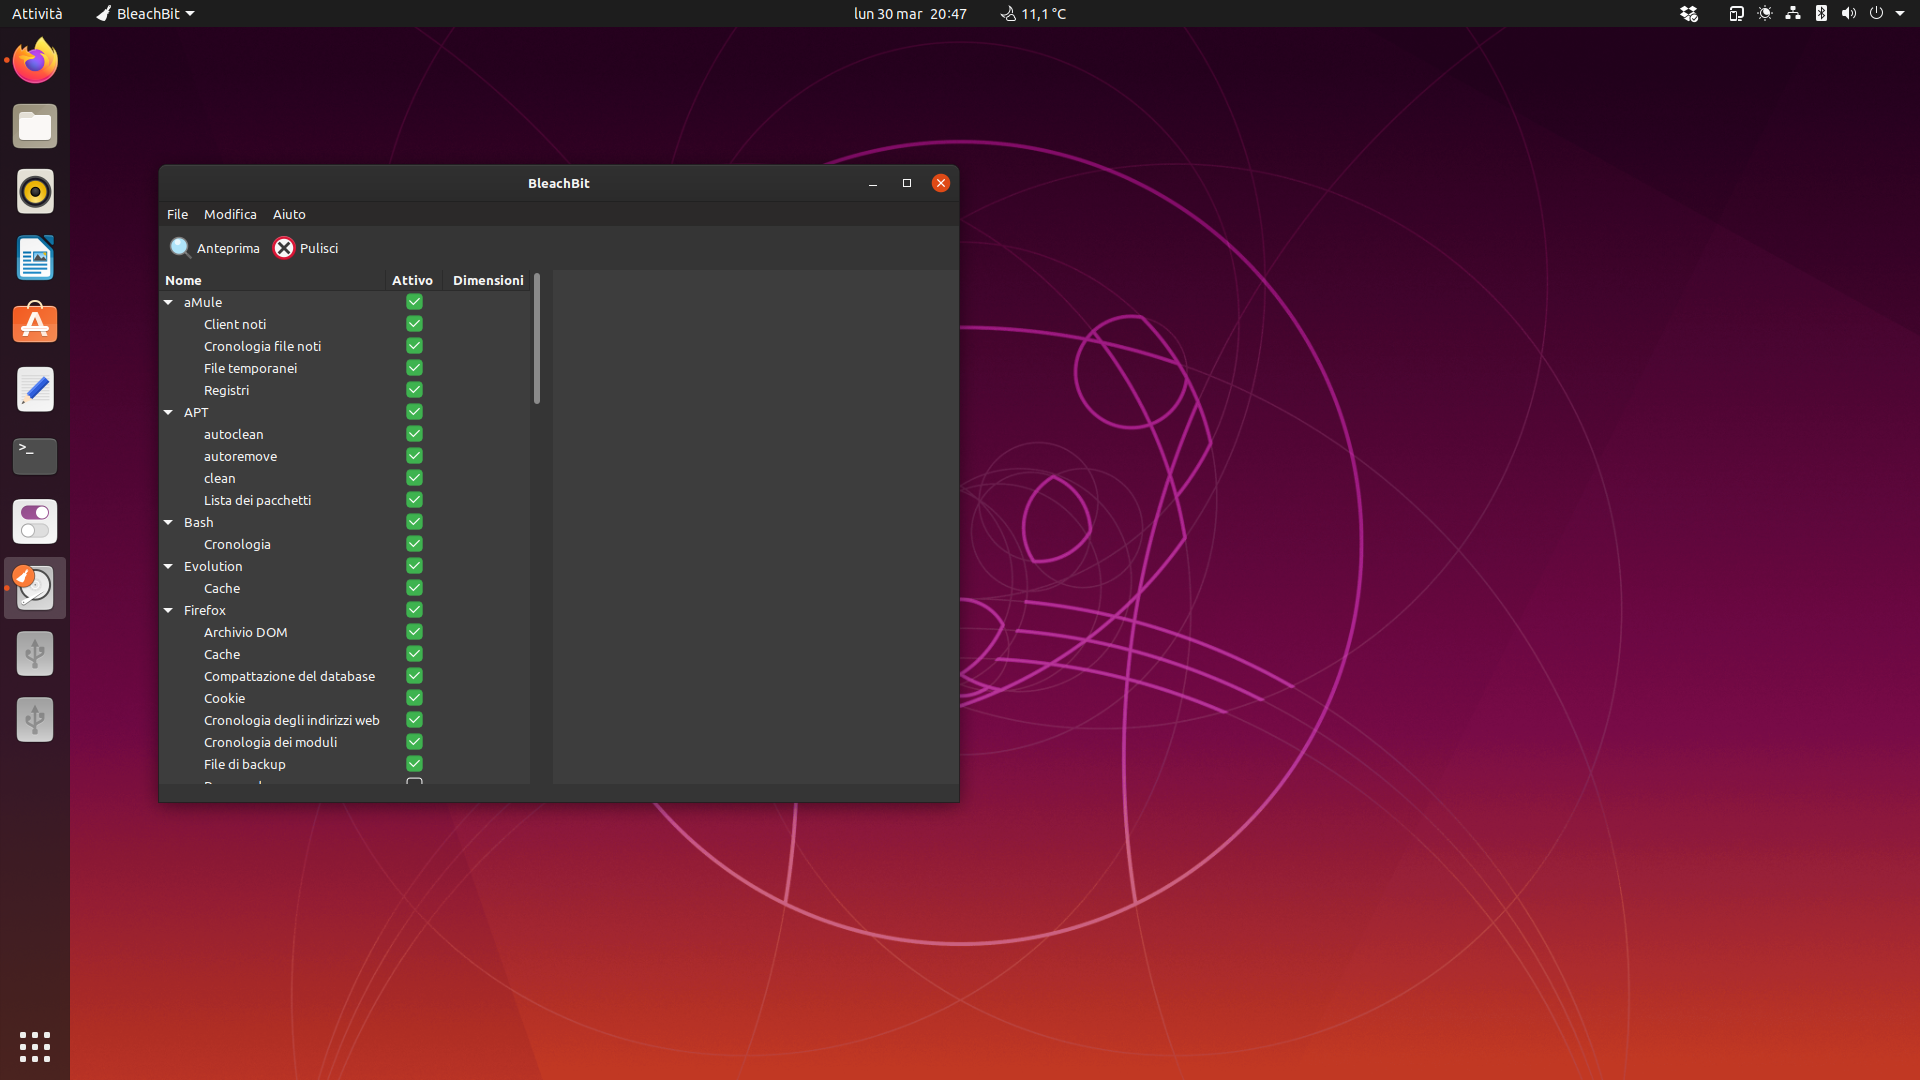 Attività BleachBit lun 30 mar 20:47 11,1 °C
BleachBit
File Modifica Aiuto
Anteprima Pulisci
Nome Attivo Dimensioni
aMule
Client noti
Cronologia file noti
File temporanei
Registri
APT
autoclean
autoremove
clean
Lista dei pacchetti
Bash
Cronologia
Evolution
Cache
Firefox
Archivio DOM
Cache
Compattazione del database
Cookie
Cronologia degli indirizzi web
Cronologia dei moduli
File di backup